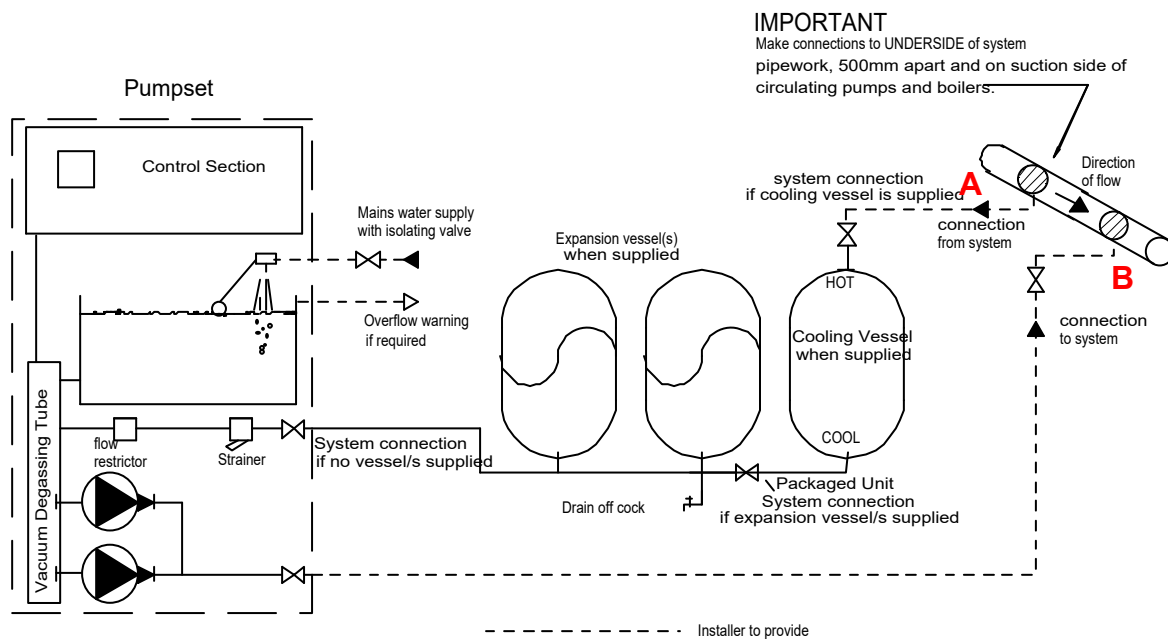 IMPORTANT
Make connections to UNDERSIDE of system
pipework, 500mm apart and on suction side of
circulating pumps and boilers.
Pumpset
Control Section
Direction
of flow
A
system connection
if cooling vessel is supplied
connection
from system
Mains water supply
with isolating valve
Expansion vessel(s)
when supplied
HOT
B
Overflow warning
if required
Cooling Vessel
when supplied
connection
to system
Vacuum Degassing Tube
flow
restrictor
Strainer
System connection
if no vessel/s supplied
COOL
Packaged Unit
System connection
if expansion vessel/s supplied
Drain off cock
Installer to provide